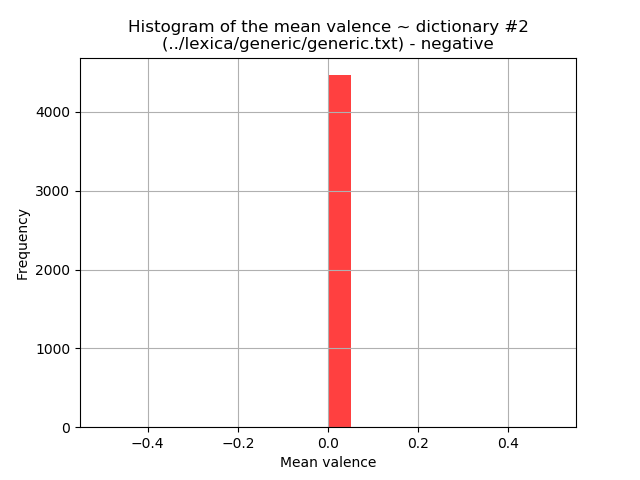 Histogram of the mean valence ~ dictionary #2
(../lexica/generic/generic.txt) - negative
4000
3000
2000
1000
0
Frequency
−0.4
−0.2
0.0
0.2
0.4
Mean valence